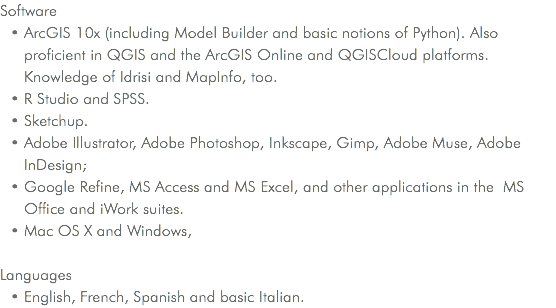 Software
• ArcGIS 10x (including Model Builder and basic notions of Python). Also
proficient in QGIS and the ArcGIS Online and QGISCloud platforms.
Knowledge of Idrisi and MapInfo, too.
• R Studio and SPSS.
• Sketchup.
• Adobe Illustrator, Adobe Photoshop, Inkscape, Gimp, Adobe Muse, Adobe
InDesign;
• Google Refine, MS Access and MS Excel, and other applications in the  MS
Office and iWork suites.
• Mac OS X and Windows,
Languages
• English, French, Spanish and basic Italian.